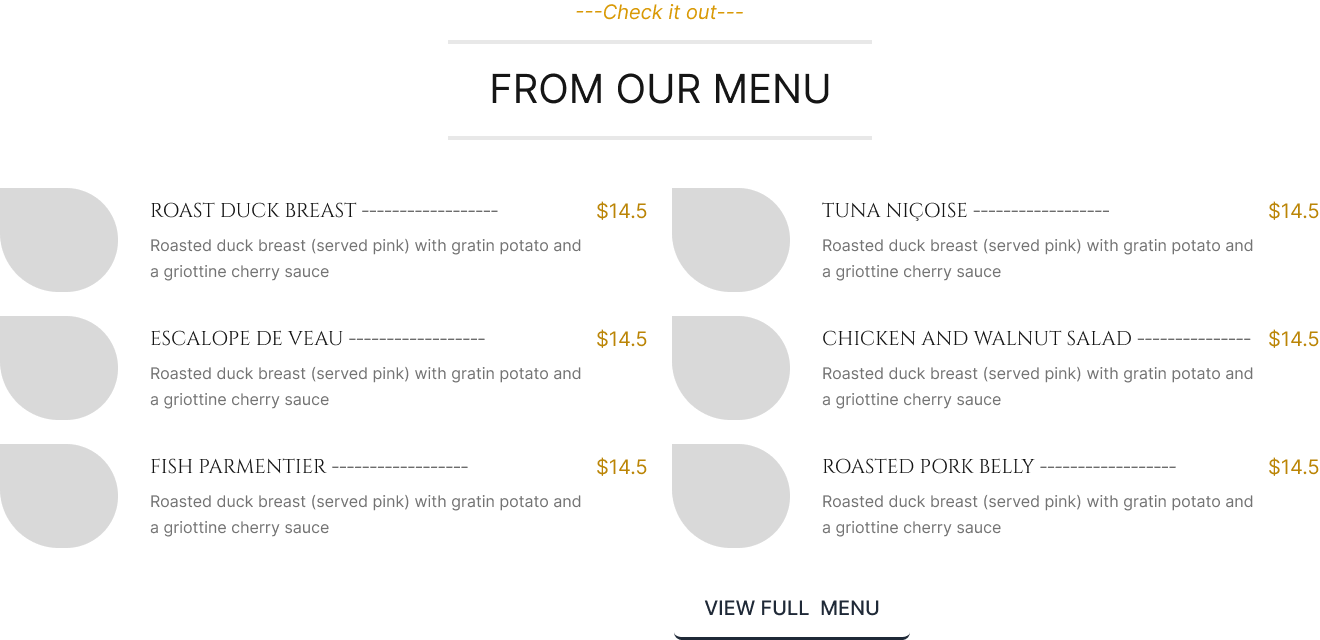 ---Check it out---
FROM OUR MENU
ROAST DUCK BREAST ------------------ $14.5
Roasted duck breast (served pink) with gratin potato and
a griottine cherry sauce
ESCALOPE DE VEAU ------------------ $14.5
Roasted duck breast (served pink) with gratin potato and
a griottine cherry sauce
FISH PARMENTIER ------------------ $14.5
Roasted duck breast (served pink) with gratin potato and
a griottine cherry sauce
TUNA NIÇOISE ------------------ $14.5
Roasted duck breast (served pink) with gratin potato and
a griottine cherry sauce
CHICKEN AND WALNUT SALAD --------------- $14.5
Roasted duck breast (served pink) with gratin potato and
a griottine cherry sauce
ROASTED PORK BELLY ------------------ $14.5
Roasted duck breast (served pink) with gratin potato and
a griottine cherry sauce
VIEW FULL  MENU